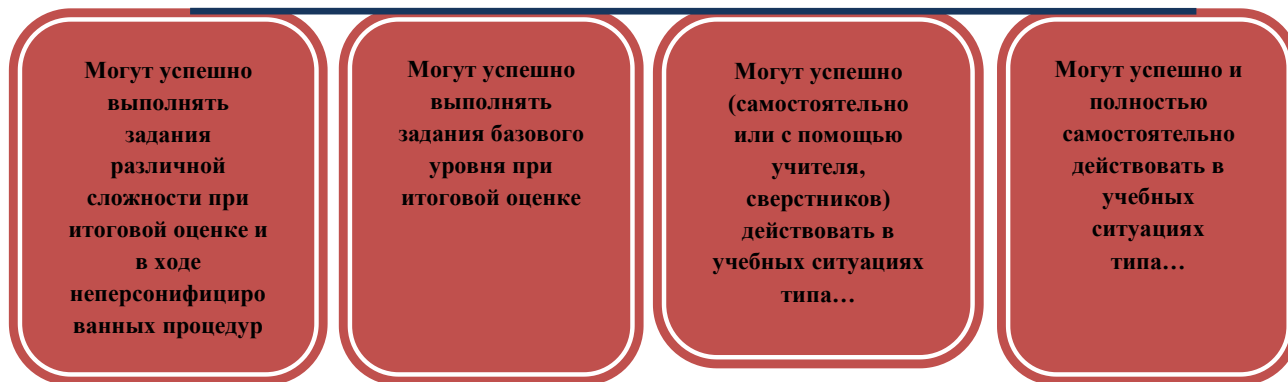 Могут успешно
выполнять
задания
различной
сложности при
итоговой оценке и
в ходе
неперсонифициро
ванных процедур
Могут успешно
выполнять
задания базового
уровня при
итоговой оценке
Могут успешно
(самостоятельно
или с помощью
учителя,
сверстников)
действовать в
учебных ситуациях
типа…
Могут успешно и
полностью
самостоятельно
действовать в
учебных
ситуациях
типа…